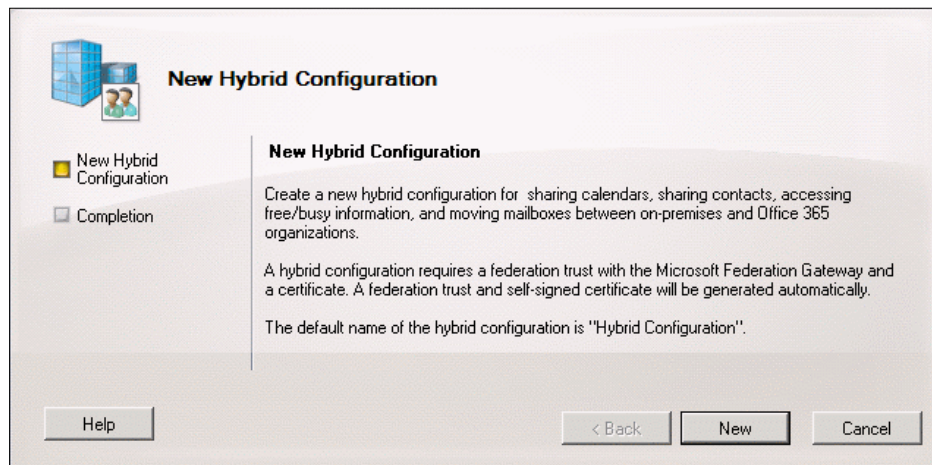 New Hybrid Configuration
New Hybrid
Configuration
Completion
New Hybrid Configuration
Create a new hybrid configuration for sharing calendars, sharing contacts, accessing
free/busy information, and moving mailboxes between on-premises and Office 365
organizations.
A hybrid configuration requires a federation trust with the Microsoft Federation Gateway and
a certificate. A federation trust and self-signed certificate will be generated automatically.
The default name of the hybrid configuration is "Hybrid Configuration".
Help
< Back
New
Cancel